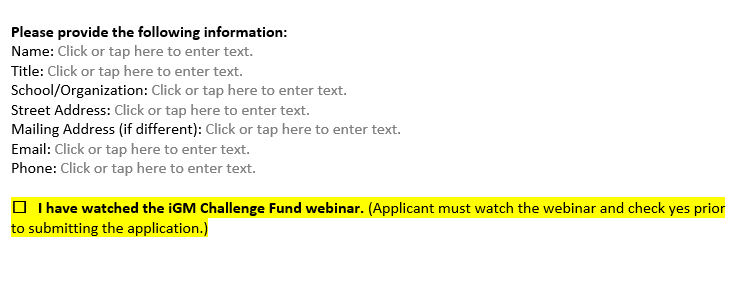 Please provide the following information:
Name: Click or tap here to enter text.
Title: Click or tap here to enter text.
School/Organization: Click or tap here to enter text.
Street Address: Click or tap here to enter text.
Mailing Address (if different): Click or tap here to enter text.
Email: Click or tap here to enter text.
Phone: Click or tap here to enter text.
☐ I have watched the iGM Challenge Fund webinar. (Applicant must watch the webinar and check yes prior
to submitting the application.)